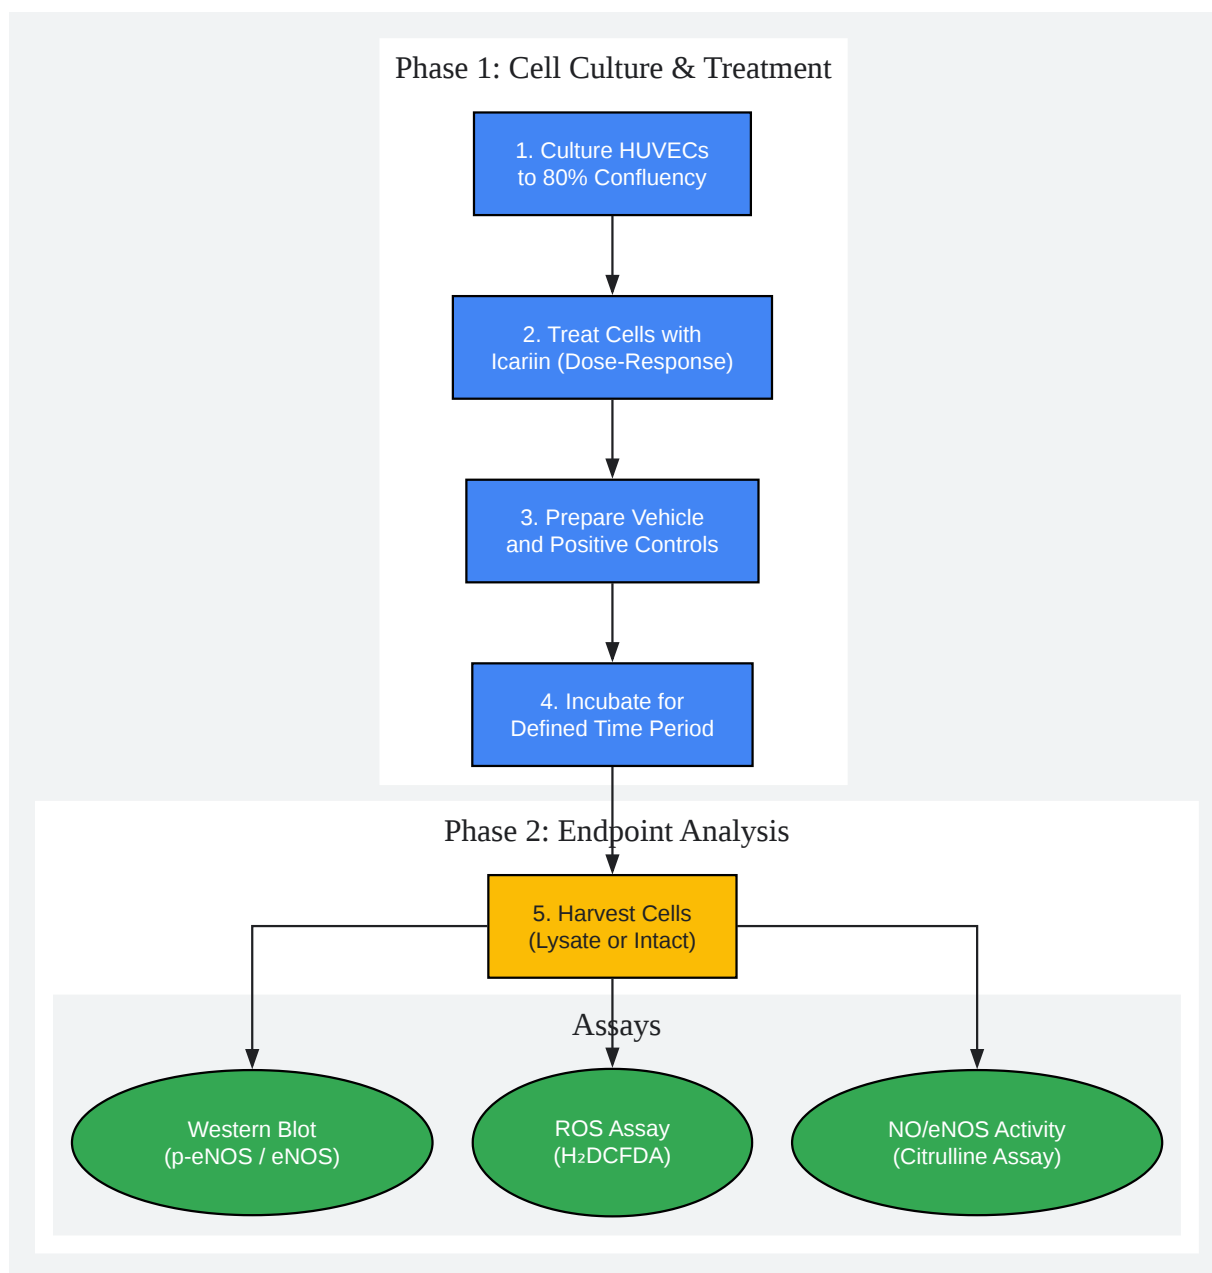 Phase 1: Cell Culture & Treatment
1. Culture HUVECs
to 80% Confluency
2. Treat Cells with
Icariin (Dose-Response)
3. Prepare Vehicle
and Positive Controls
4. Incubate for
Defined Time Period
Phase 2: Endpoint Analysis
5. Harvest Cells
(Lysate or Intact)
Assays
Western Blot
(p-eNOS / eNOS)
ROS Assay
(H₂DCFDA)
NO/eNOS Activity
(Citrulline Assay)